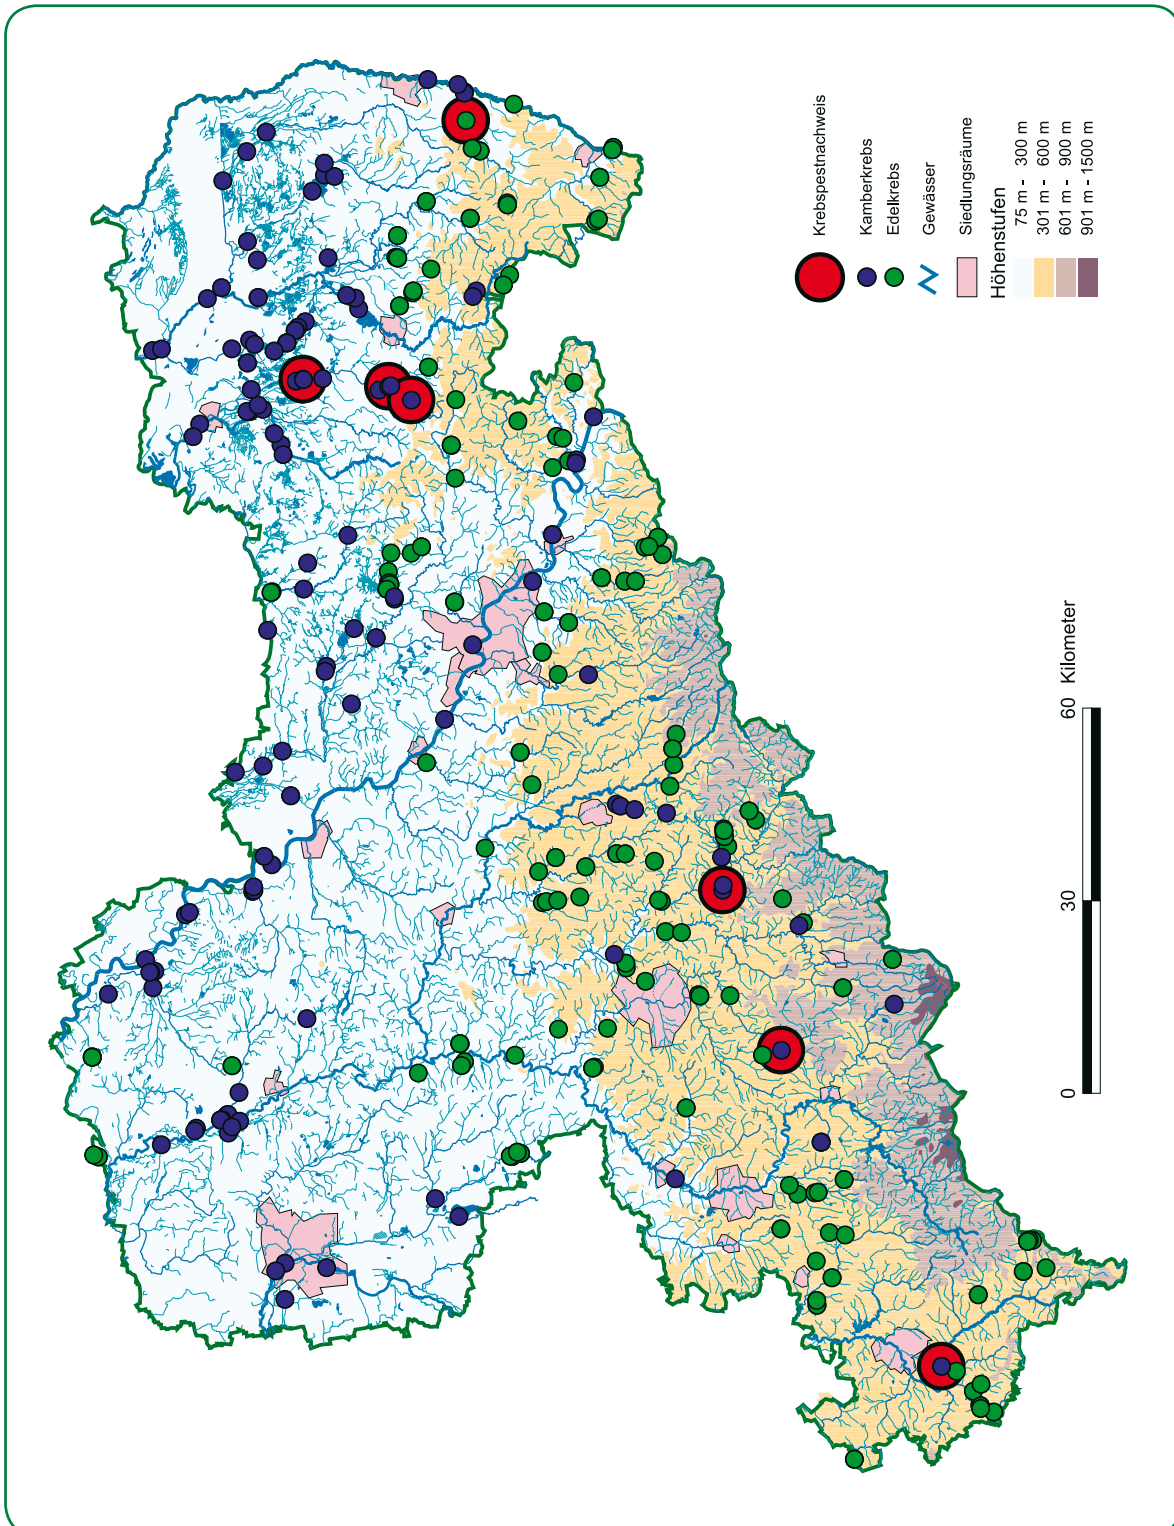 Krebspestnachweis
Kamberkrebs
Edelkrebs
Gewässer
Siedlungsräume
Höhenstufen
75 m - 300 m
301 m - 600 m
601 m - 900 m
901 m - 1500 m
0 30 60 Kilometer